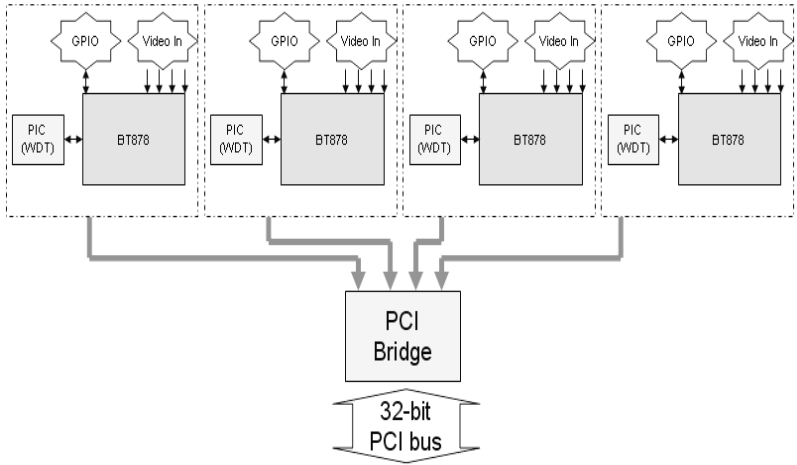 GPIO
Video In
GPIO
Video In
GPIO
Video In
GPIO
Video In
PIC
(WDT)
BT878
PIC
(WDT)
BT878
PIC
(WDT)
BT878
PIC
(WDT)
BT878
PCI
Bridge
32-bit
PCI bus